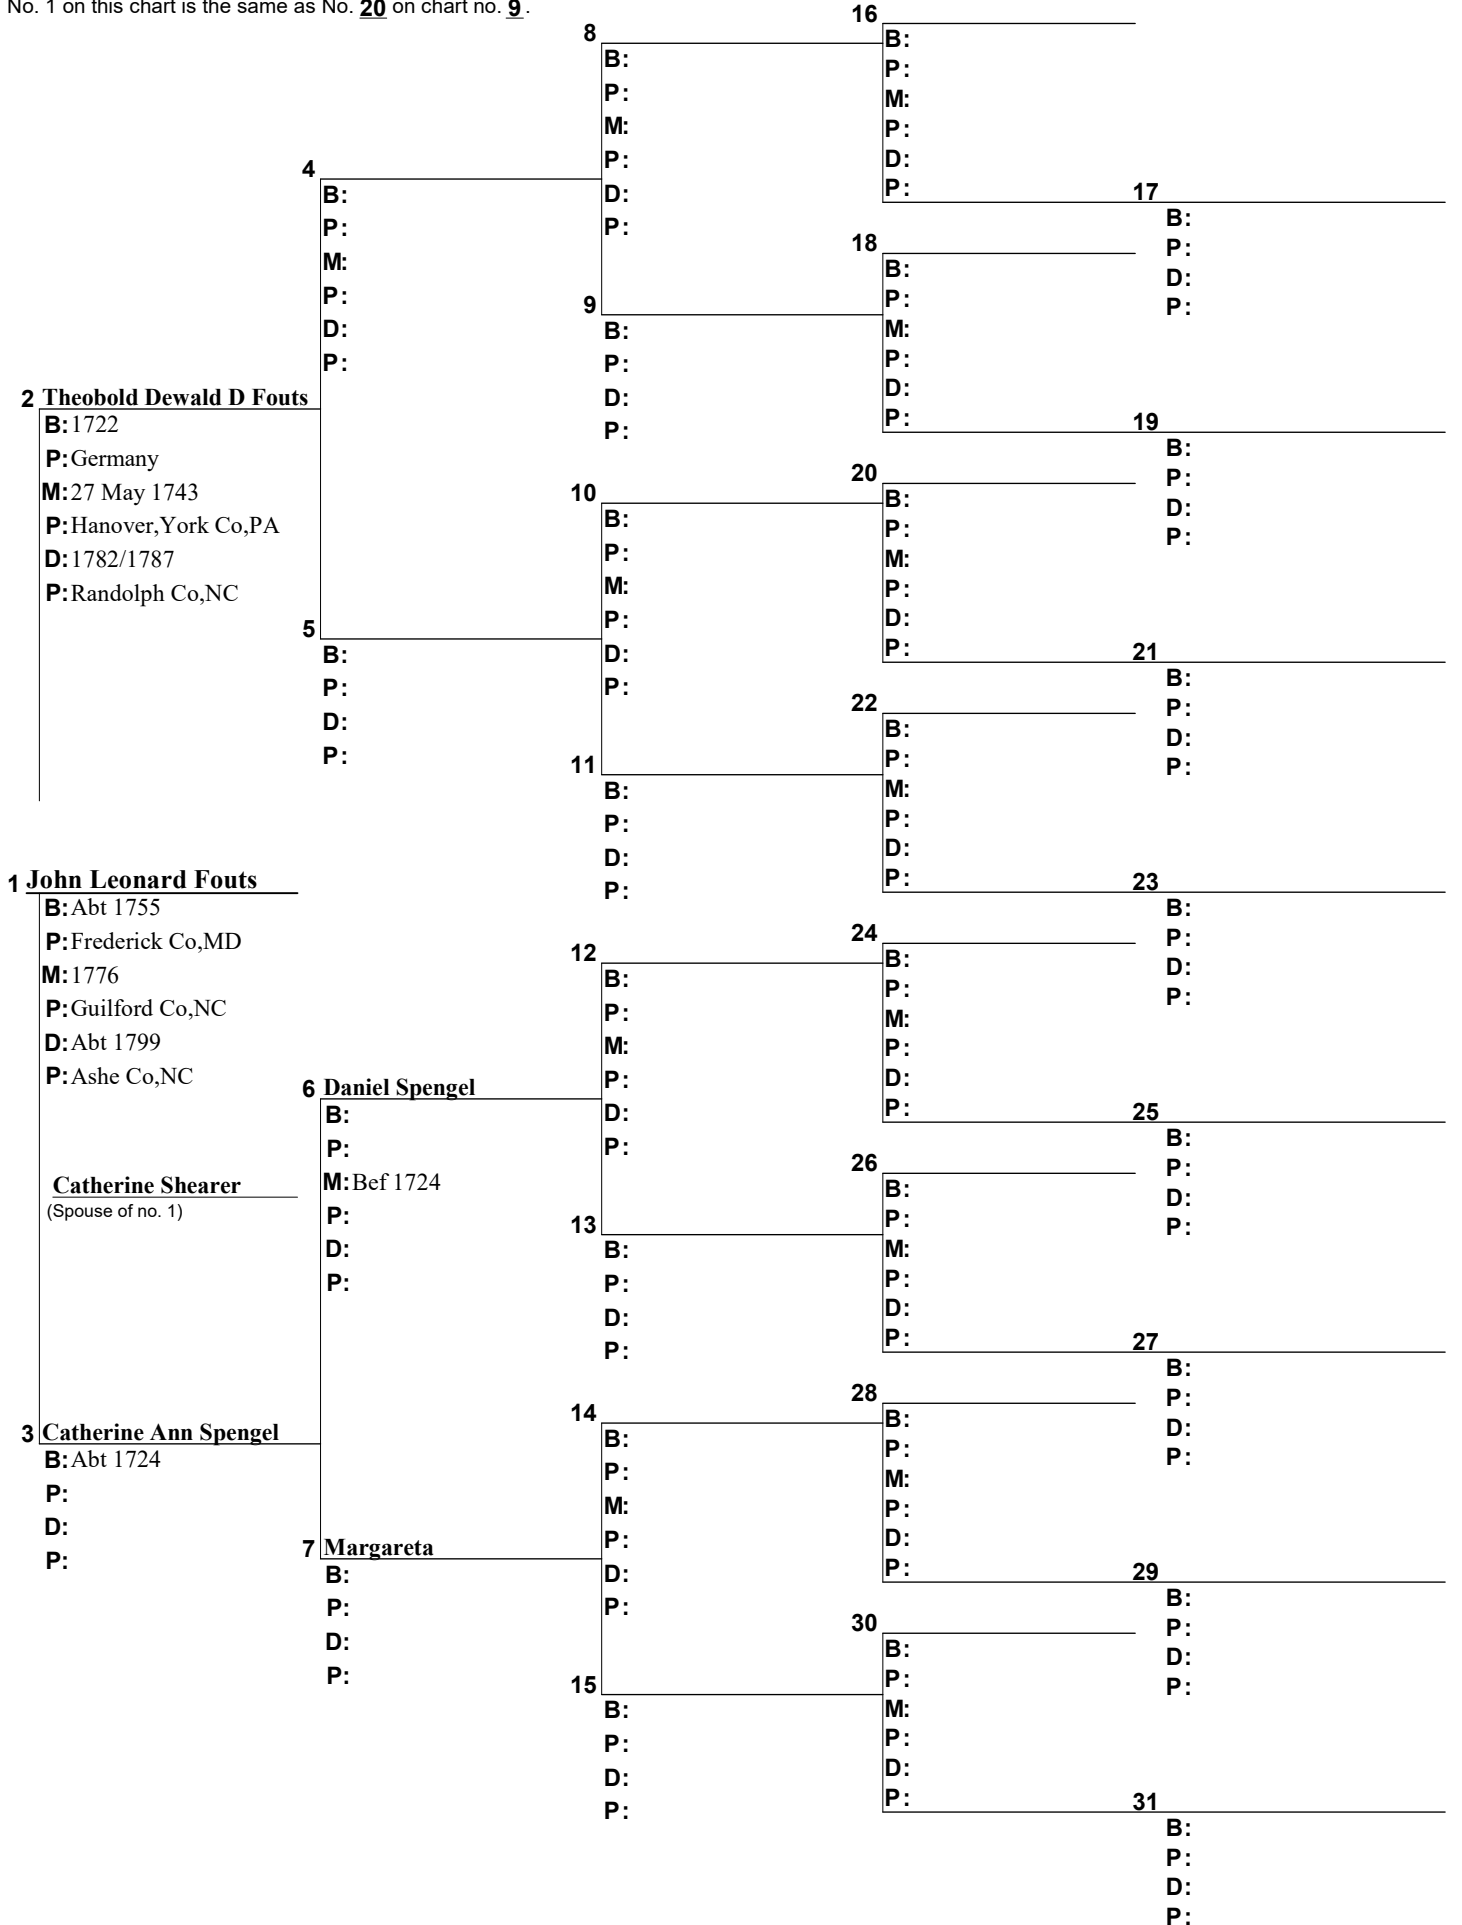 No. 1 on this chart is the same as No. 20 on chart no. 9.
2 Theobold Dewald D Fouts
B: 1722
P: Germany
M: 27 May 1743
P: Hanover,York Co,PA
D: 1782/1787
P: Randolph Co,NC
1 John Leonard Fouts
B: Abt 1755
P: Frederick Co,MD
M: 1776
P: Guilford Co,NC
D: Abt 1799
P: Ashe Co,NC
Catherine Shearer
(Spouse of no. 1)
3 Catherine Ann Spengel
B: Abt 1724
P:
D:
P:
4
B:
P:
M:
P:
D:
P:
5
B:
P:
D:
P:
6 Daniel Spengel
B:
P:
M: Bef 1724
P:
D:
P:
7 Margareta
B:
P:
D:
P:
8
B:
P:
M:
P:
D:
P:
9
B:
P:
D:
P:
10
B:
P:
M:
P:
D:
P:
11
B:
P:
D:
P:
12
B:
P:
M:
P:
D:
P:
13
B:
P:
D:
P:
14
B:
P:
M:
P:
D:
P:
15
B:
P:
D:
P:
16
B:
P:
M:
P:
D:
P:
17
B:
P:
D:
P:
18
B:
P:
M:
P:
D:
P:
19
B:
P:
D:
P:
20
B:
P:
M:
P:
D:
P:
21
B:
P:
D:
P:
22
B:
P:
M:
P:
D:
P:
23
B:
P:
D:
P:
24
B:
P:
M:
P:
D:
P:
25
B:
P:
D:
P:
26
B:
P:
M:
P:
D:
P:
27
B:
P:
D:
P:
28
B:
P:
M:
P:
D:
P:
29
B:
P:
D:
P:
30
B:
P:
M:
P:
D:
P:
31
B:
P:
D:
P: